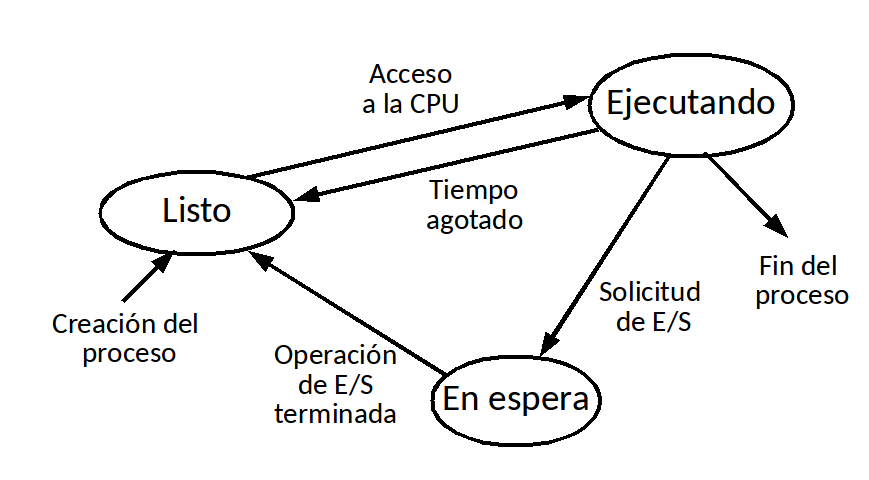 Acceso
a la CPU
Ejecutando
Tiempo
agotado
Listo
Fin del
proceso
Solicitud
de E/S
Creación del
proceso
Operación
de E/S
terminada
En espera